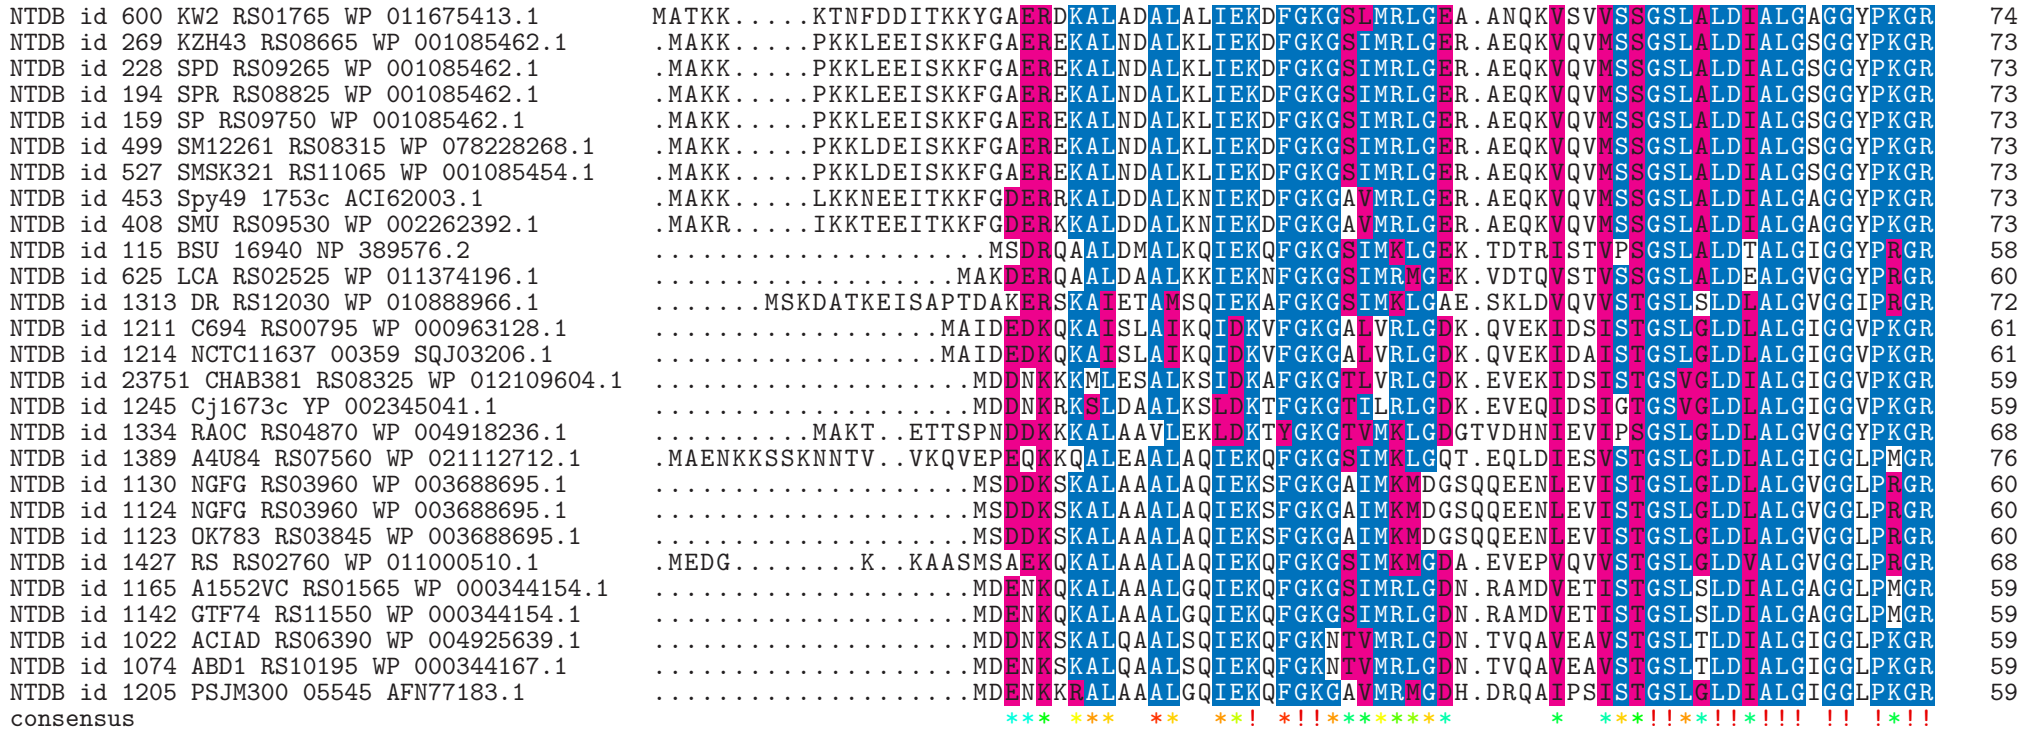 NTDB id 600 KW2 RS01765 WP 011675413.1 MATKK.....KTNFDDITKKYGAERDKALADALALIEKDFGKGSLMRLGEA.ANQKVSVVSSGSLALDIALGAGGYPKGR 74
NTDB id 269 KZH43 RS08665 WP 001085462.1 .MAKK.....PKKLEEISKKFGAEREKALNDALKLIEKDFGKGSIMRLGER.AEQKVQVMSSGSLALDIALGSGGYPKGR 73
NTDB id 228 SPD RS09265 WP 001085462.1 .MAKK.....PKKLEEISKKFGAEREKALNDALKLIEKDFGKGSIMRLGER.AEQKVQVMSSGSLALDIALGSGGYPKGR 73
NTDB id 194 SPR RS08825 WP 001085462.1 .MAKK.....PKKLEEISKKFGAEREKALNDALKLIEKDFGKGSIMRLGER.AEQKVQVMSSGSLALDIALGSGGYPKGR 73
NTDB id 159 SP RS09750 WP 001085462.1 .MAKK.....PKKLEEISKKFGAEREKALNDALKLIEKDFGKGSIMRLGER.AEQKVQVMSSGSLALDIALGSGGYPKGR 73
NTDB id 499 SM12261 RS08315 WP 078228268.1 .MAKK.....PKKLDEISKKFGAEREKALNDALKLIEKDFGKGSIMRLGER.AEQKVQVMSSGSLALDIALGSGGYPKGR 73
NTDB id 527 SMSK321 RS11065 WP 001085454.1 .MAKK.....PKKLDEISKKFGAEREKALNDALKLIEKDFGKGSIMRLGER.AEQKVQVMSSGSLALDIALGSGGYPKGR 73
NTDB id 453 Spy49 1753c ACI62003.1 .MAKK.....LKKNEEITKKFGDERRKALDDALKNIEKDFGKGAVMRLGER.AEQKVQVMSSGSLALDIALGAGGYPKGR 73
NTDB id 408 SMU RS09530 WP 002262392.1 .MAKR.....IKKTEEITKKFGDERKKALDDALKNIEKDFGKGAVMRLGER.AEQKVQVMSSGSLALDIALGAGGYPKGR 73
NTDB id 115 BSU 16940 NP 389576.2 .....................MSDRQAALDMALKQIEKQFGKGSIMKLGEK.TDTRISTVPSGSLALDTALGIGGYPRGR 58
NTDB id 625 LCA RS02525 WP 011374196.1 ...................MAKDERQAALDAALKKIEKNFGKGSIMRMGEK.VDTQVSTVSSGSLALDEALGVGGYPRGR 60
NTDB id 1313 DR RS12030 WP 010888966.1 .......MSKDATKEISAPTDAKERSKAIETAMSQIEKAFGKGSIMKLGAE.SKLDVQVVSTGSLSLDLALGVGGIPRGR 72
NTDB id 1211 C694 RS00795 WP 000963128.1 ..................MAIDEDKQKAISLAIKQIDKVFGKGALVRLGDK.QVEKIDSISTGSLGLDLALGIGGVPKGR 61
NTDB id 1214 NCTC11637 00359 SQJ03206.1 ..................MAIDEDKQKAISLAIKQIDKVFGKGALVRLGDK.QVEKIDAISTGSLGLDLALGIGGVPKGR 61
NTDB id 23751 CHAB381 RS08325 WP 012109604.1 ....................MDDNKKKMLESALKSIDKAFGKGTLVRLGDK.EVEKIDSISTGSVGLDLALGIGGVPKGR 59
NTDB id 1245 Cj1673c YP 002345041.1 ....................MDDNKRKSLDAALKSLDKTFGKGTILRLGDK.EVEQIDSIGTGSVGLDLALGIGGVPKGR 59
NTDB id 1334 RA0C RS04870 WP 004918236.1 ..........MAKT..ETTSPNDDKKKALAAVLEKLDKTYGKGTVMKLGDGTVDHNIEVIPSGSLGLDLALGVGGYPKGR 68
NTDB id 1389 A4U84 RS07560 WP 021112712.1 .MAENKKSSKNNTV..VKQVEPEQKKQALEAALAQIEKQFGKGSIMKLGQT.EQLDIESVSTGSLGLDLALGIGGLPMGR 76
NTDB id 1130 NGFG RS03960 WP 003688695.1 ....................MSDDKSKALAAALAQIEKSFGKGAIMKMDGSQQEENLEVISTGSLGLDLALGVGGLPRGR 60
NTDB id 1124 NGFG RS03960 WP 003688695.1 ....................MSDDKSKALAAALAQIEKSFGKGAIMKMDGSQQEENLEVISTGSLGLDLALGVGGLPRGR 60
NTDB id 1123 OK783 RS03845 WP 003688695.1 ....................MSDDKSKALAAALAQIEKSFGKGAIMKMDGSQQEENLEVISTGSLGLDLALGVGGLPRGR 60
NTDB id 1427 RS RS02760 WP 011000510.1 .MEDG........K..KAASMSAEKQKALAAALAQIEKQFGKGSIMKMGDA.EVEPVQVVSTGSLGLDVALGVGGLPRGR 68
NTDB id 1165 A1552VC RS01565 WP 000344154.1 ....................MDENKQKALAAALGQIEKQFGKGSIMRLGDN.RAMDVETISTGSLSLDIALGAGGLPMGR 59
NTDB id 1142 GTF74 RS11550 WP 000344154.1 ....................MDENKQKALAAALGQIEKQFGKGSIMRLGDN.RAMDVETISTGSLSLDIALGAGGLPMGR 59
NTDB id 1022 ACIAD RS06390 WP 004925639.1 ....................MDDNKSKALQAALSQIEKQFGKNTVMRLGDN.TVQAVEAVSTGSLTLDIALGIGGLPKGR 59
NTDB id 1074 ABD1 RS10195 WP 000344167.1 ....................MDENKSKALQAALSQIEKQFGKNTVMRLGDN.TVQAVEAVSTGSLTLDIALGIGGLPKGR 59
NTDB id 1205 PSJM300 05545 AFN77183.1 ....................MDENKKRALAAALGQIEKQFGKGAVMRMGDH.DRQAIPSISTGSLGLDIALGIGGLPKGR 59
consensus *** *** ** **! *!!******** * ***!!**!!*!!! !! !*!!